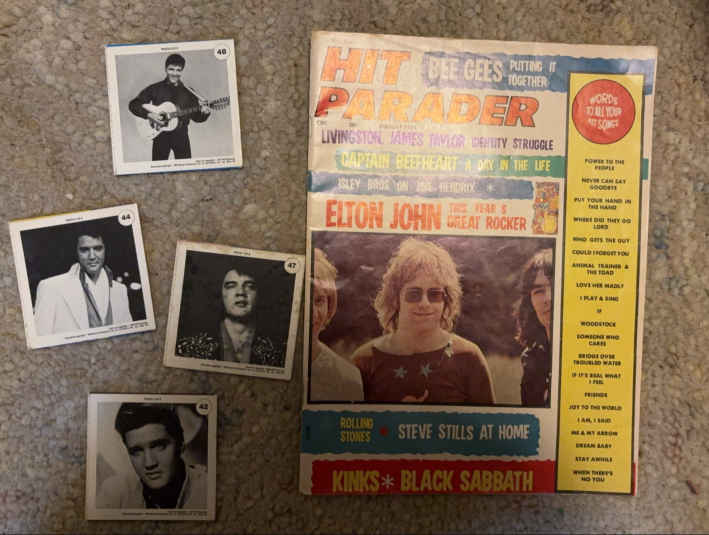 48
44
47
42
HIT
PARADER
BEE GEES PUTTING IT
TOGETHER
LIVINGSTON, JAMES TAYLOR IDENTITY STRUGGLE
CAPTAIN BEEFHEART A DAY IN THE LIFE
ISLEY BROS ON JIMI HENDRIX *
ELTON JOHN THIS YEAR'S
GREAT ROCKER
ROLLING
STONES * STEVE STILLS AT HOME
KINKS * BLACK SABBATH
WORDS
TO ALL YOUR
HIT SONGS
POWER TO THE
PEOPLE
NEVER CAN SAY
GOODBYE
PUT YOUR HAND IN
THE HAND
WHERE DID THEY GO
LORD
WHO GETS THE GUY
COULD I FORGET YOU
ANIMAL TRAINER &
THE TOAD
LOVE HER MADLY
I PLAY & SING
IF
WOODSTOCK
SOMEONE WHO
CARES
BRIDGE OVER
TROUBLED WATER
IF IT'S REAL WHAT
I FEEL
FRIENDS
JOY TO THE WORLD
I AM, I SAID
ME & MY ARROW
DREAM BABY
STAY AWHILE
WHEN THERE'S
NO YOU